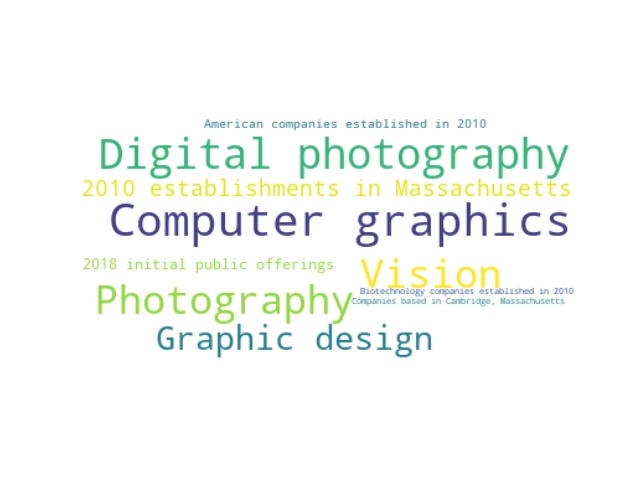 American companies established in 2010
Digital photography
2010 establishments in Massachusetts
Computer graphics
2018 initial public offerings
Vision
Biotechnology companies established in 2010
Photography
Companies based in Cambridge, Massachusetts
Graphic design